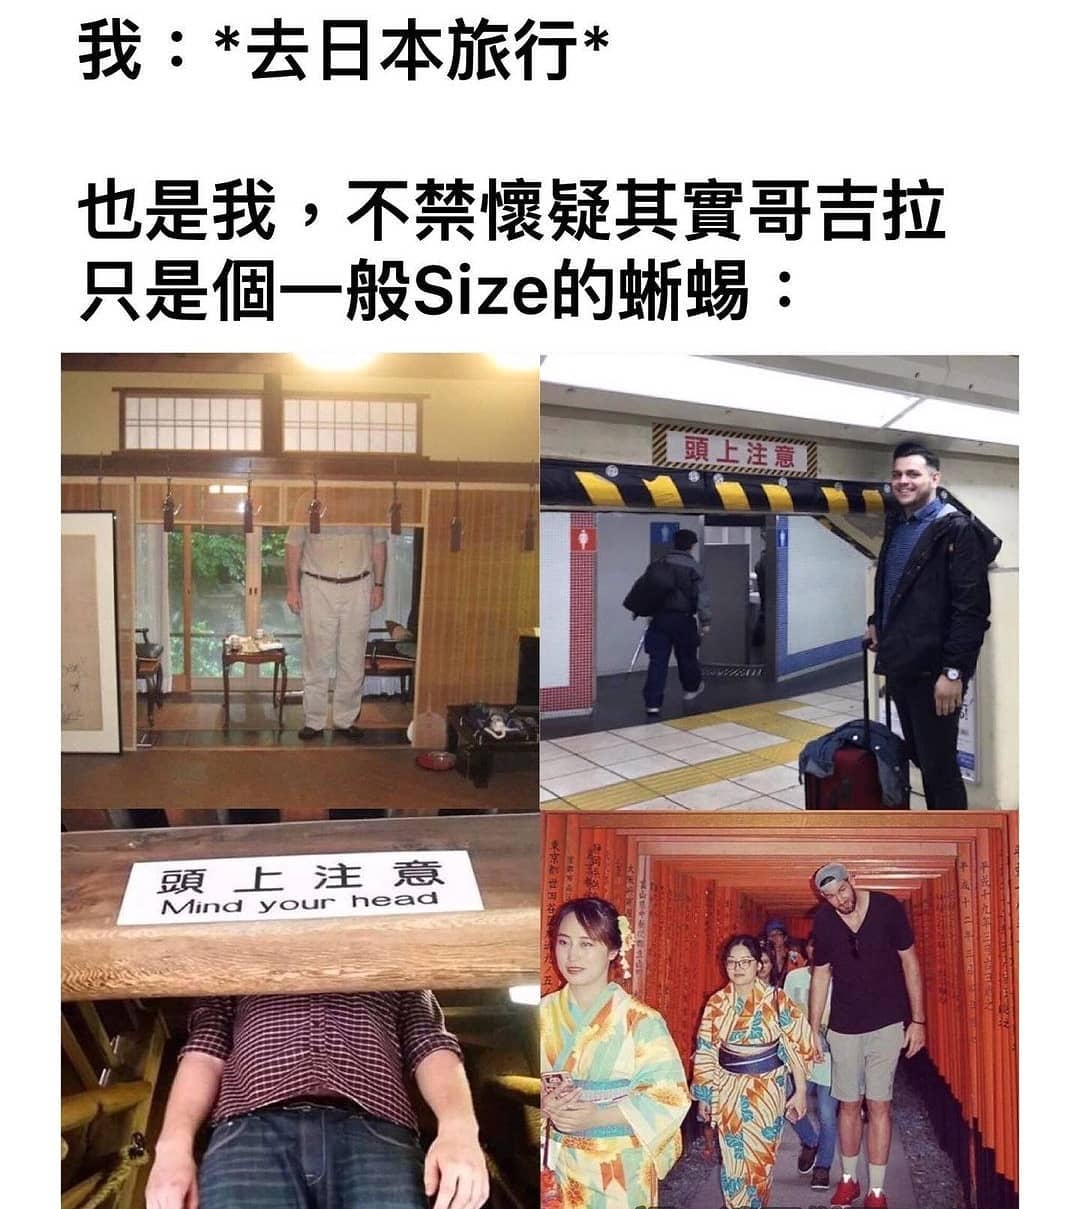 我：*去日本旅行*
也是我，不禁懷疑其實哥吉拉
只是個一般Size的蜥蜴：
頭上注意
頭上注意
Mind your head